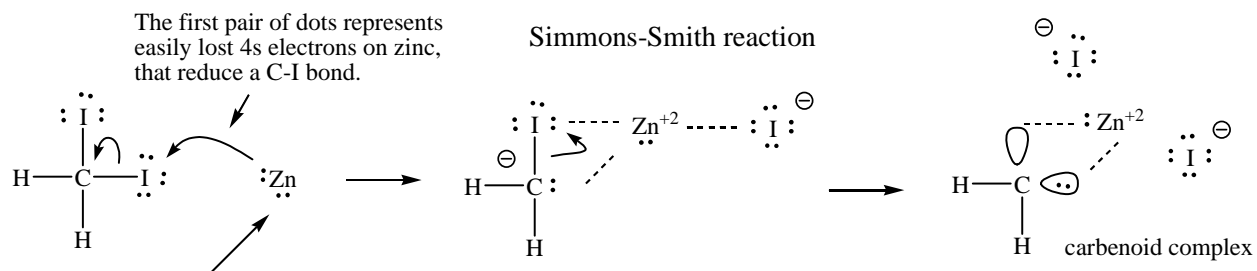 The first pair of dots represents
easily lost 4s electrons on zinc,
that reduce a C-I bond.
Simmons-Smith reaction
I
H C I
H
Zn
I Zn+2 I ⊖
⊖
H C
H
⊖
I
Zn+2
I ⊖
H C
H
carbenoid complex